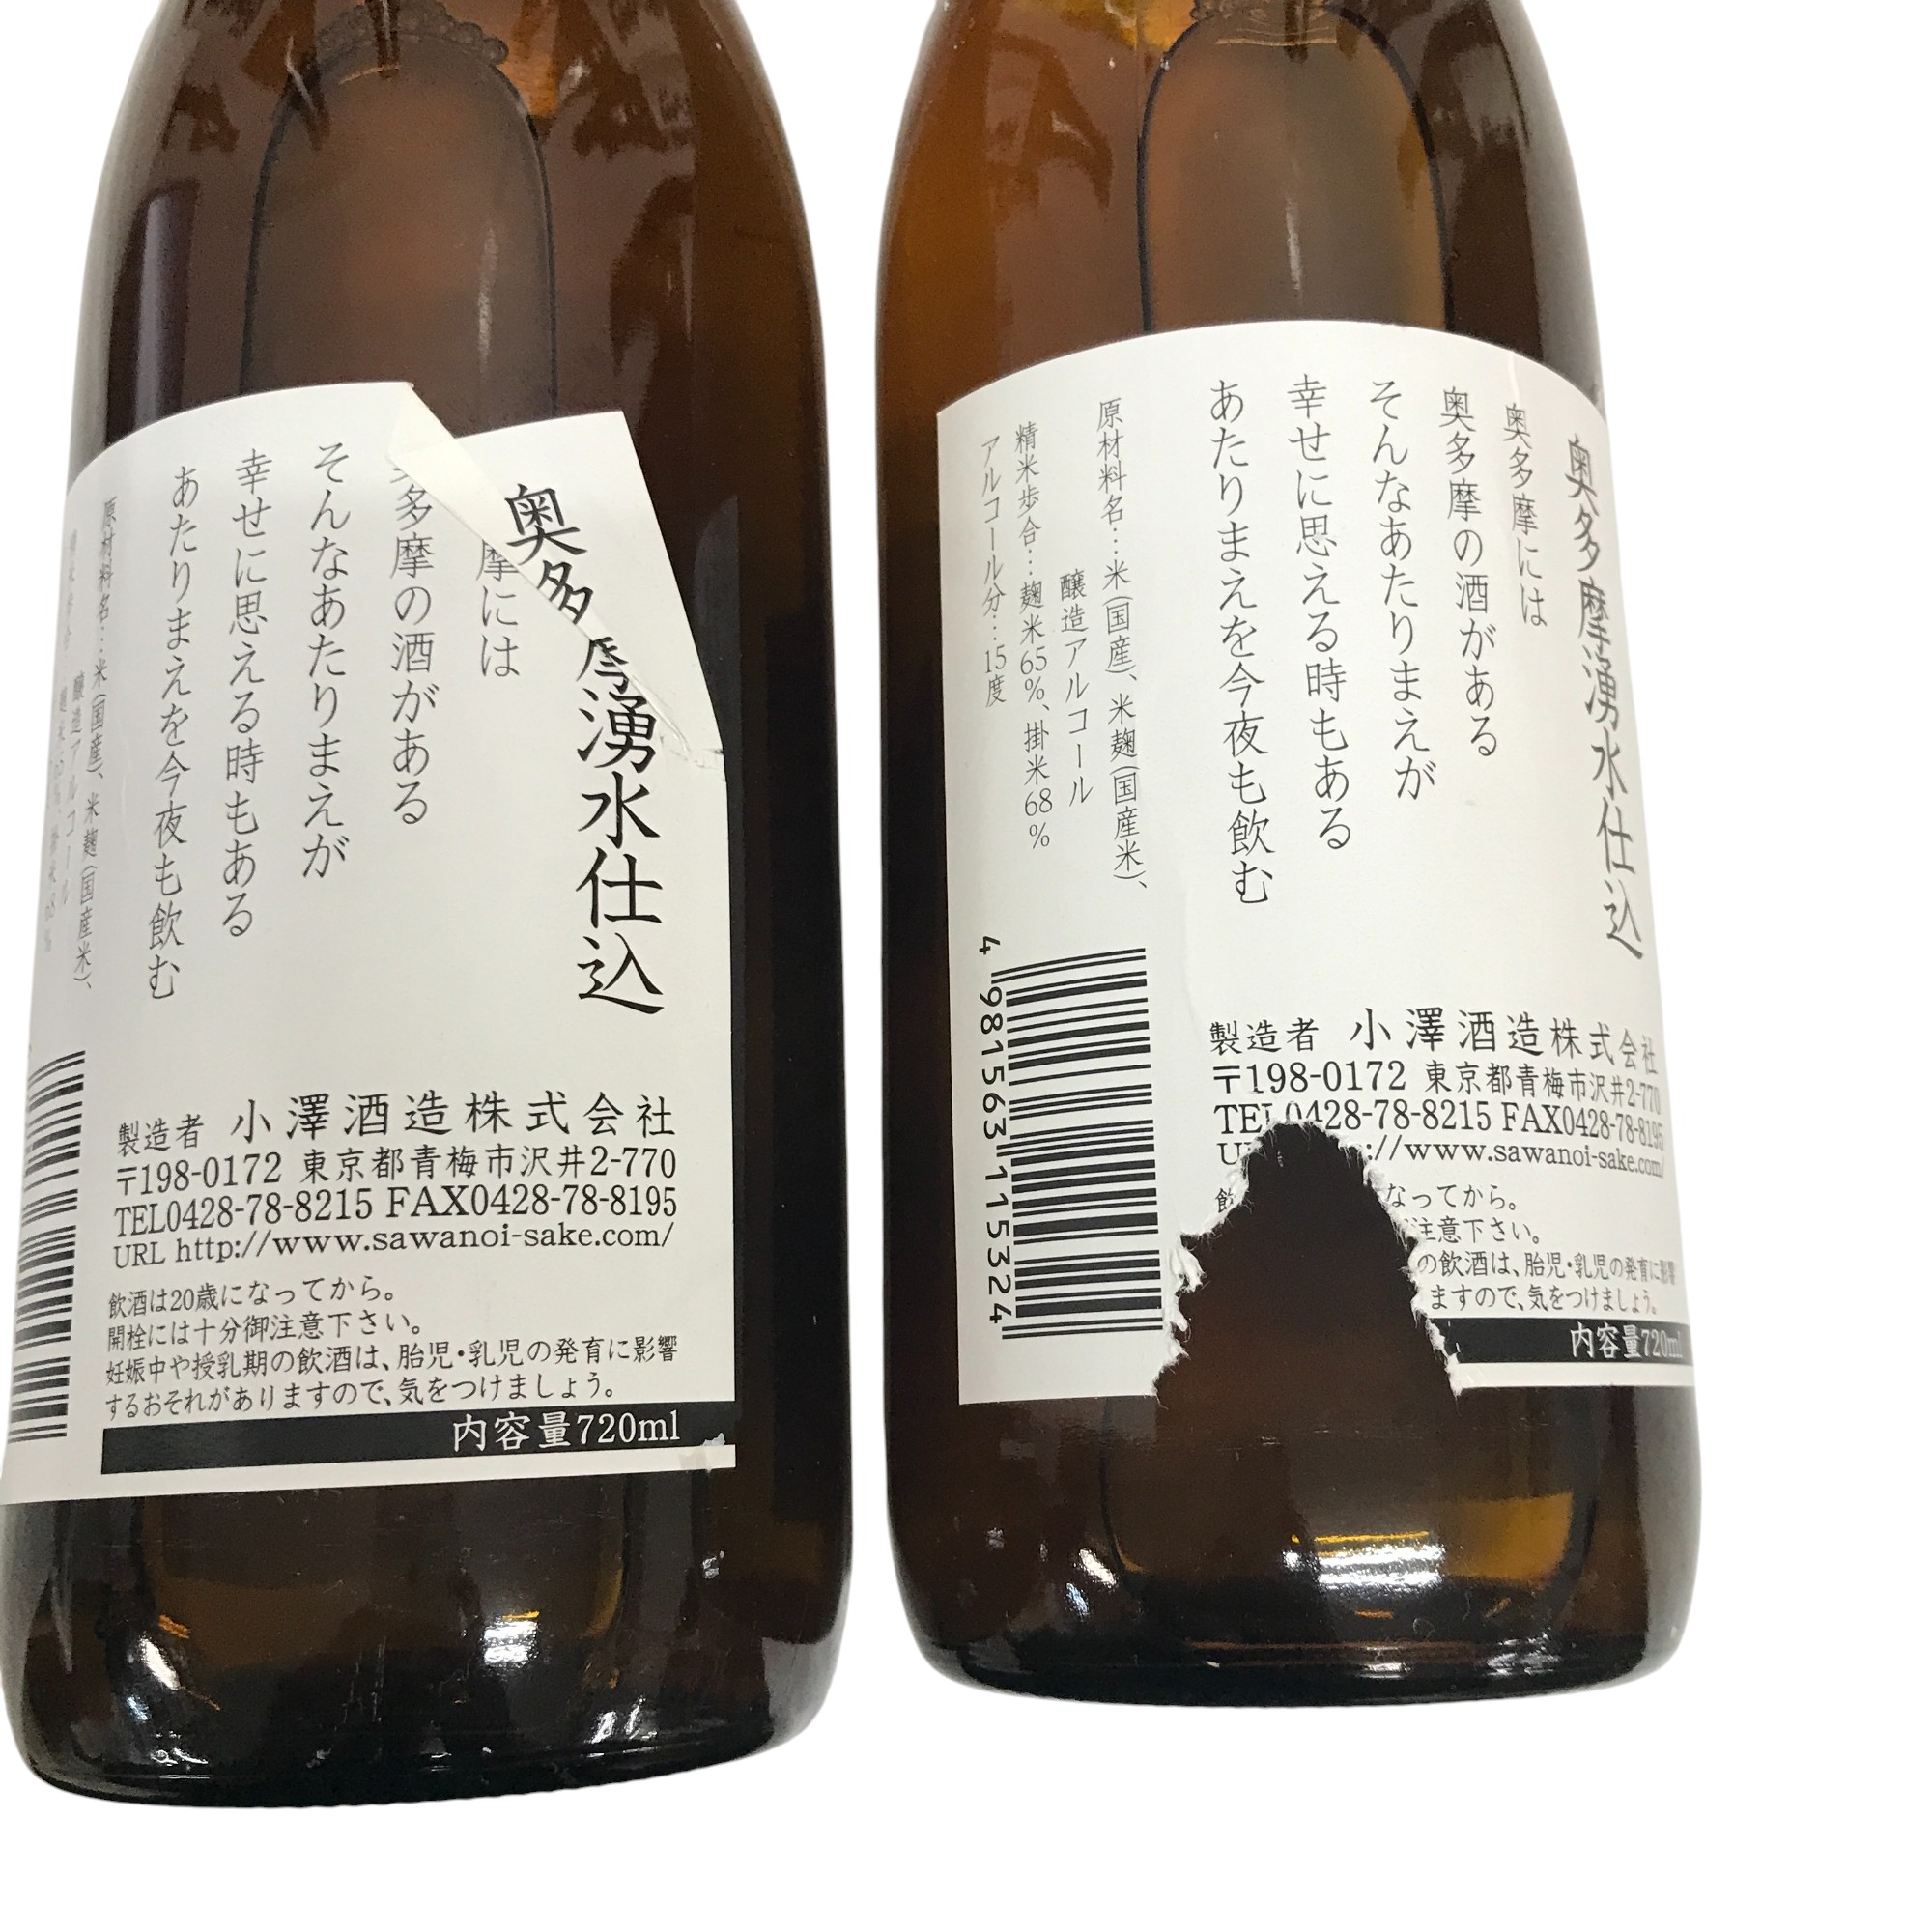 奥多摩湧水仕込
摩には
多摩の酒がある
そんなあたりまえが
幸せに思える時もある
あたりまえを今夜も飲む
原材料名…米(国産)、米麹(国産米)、
醸造アルコール
製造者 小澤酒造株式会社
〒198-0172 東京都青梅市沢井2-770
TEL0428-78-8215 FAX0428-78-8195
URL http://www.sawanoi-sake.com/
飲酒は20歳になってから。
開栓には十分御注意下さい。
妊娠中や授乳期の飲酒は、胎児・乳児の発育に影響
するおそれがありますので、気をつけましょう。
内容量720ml
奥多摩湧水仕込
奥多摩には
奥多摩の酒がある
そんなあたりまえが
幸せに思える時もある
あたりまえを今夜も飲む
原材料名…米(国産)、米麹(国産米)、
醸造アルコール
精米歩合…麹米65%、掛米68%
アルコール分…15度
4 981563 115324
製造者 小澤酒造株式会社
〒198-0172 東京都青梅市沢井2-770
TEL0428-78-8215 FAX0428-78-8195
://www.sawanoi-sake.com/
なってから。
注意下さい。
の飲酒は、胎児・乳児の発育に影響
ますので、気をつけましょう。
内容量720ml